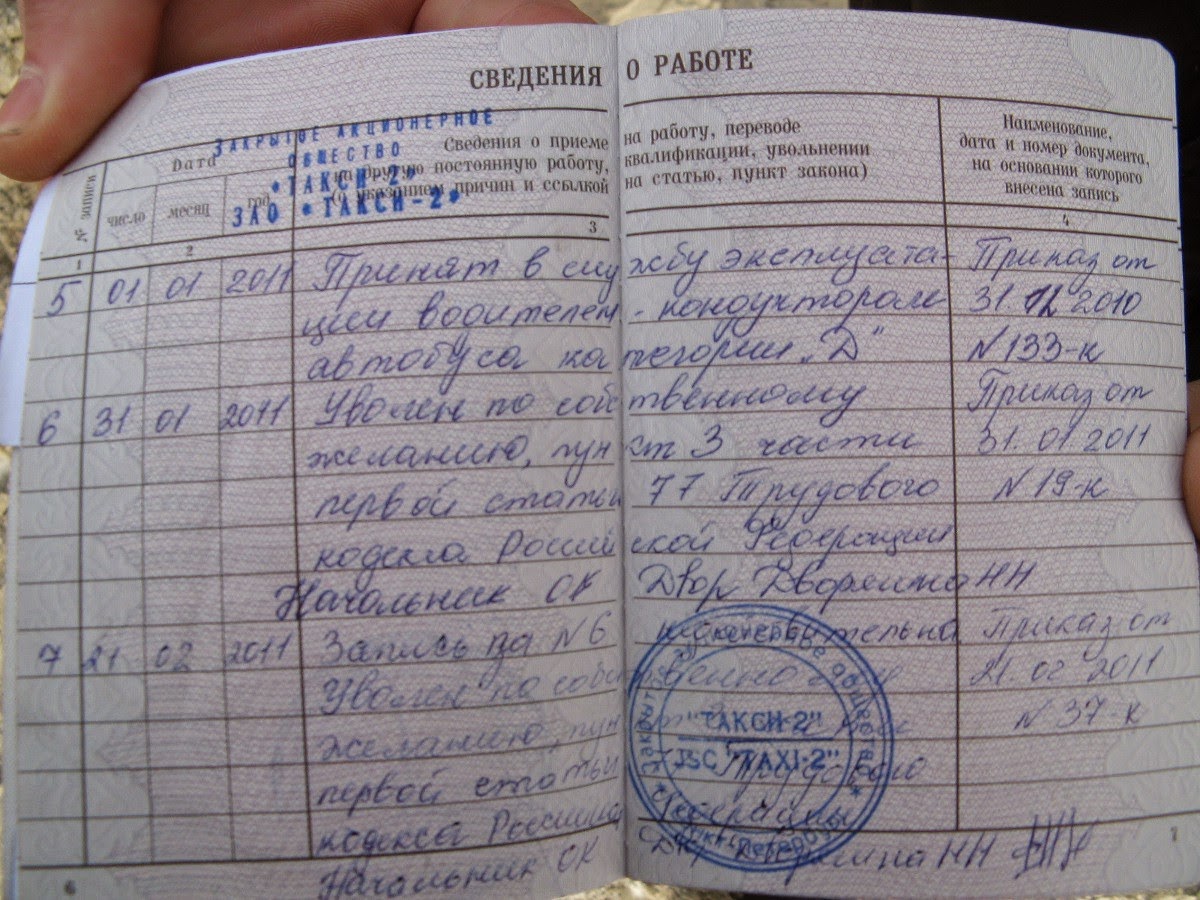 СВЕДЕНИЯ О РАБОТЕ
ЗАКРЫТОЕ АКЦИОНЕРНОЕ
ОБЩЕСТВО
"ТАКСИ-2"
ЗАО "ТАКСИ-2"
№ записи
Дата
число
месяц
год
Сведения о приеме на работу, переводе
на другую постоянную работу, квалификации, увольнении
(с указанием причин и ссылкой на статью, пункт закона)
Наименование,
дата и номер документа,
на основании которого
внесена запись
1 2 3 4
5 01 01 2011 Принят в службу эксплуата- Приказ от
ции водителем - кондуктором 31 12 2010
автобуса категории „Д" N 133-к
6 31 01 2011 Уволен по собственному Приказ от
желанию, пункт 3 части 31.01 2011
первой статьи 77 Трудового N 19-к
кодекса Российской Федерации
Начальник ОК Двор
7 21 02 2011 Запись за N 6 недействительна Приказ от
Уволен по собственному 21.02 2011
желанию, пункт N 37-к
первой статьи Трудового
кодекса Федерации
Начальник ОК НН
"ТАКСИ-2"
JSC "TAXI-2"
6
7